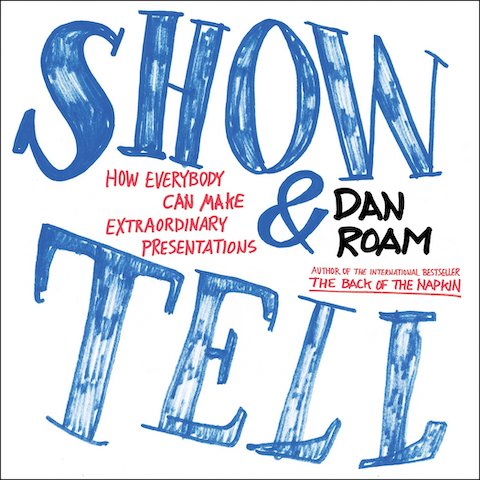 SHOW
HOW EVERYBODY
CAN MAKE
EXTRAORDINARY
PRESENTATIONS
&
DAN
ROAM
AUTHOR OF THE INTERNATIONAL BESTSELLER
THE BACK OF THE NAPKIN
TELL